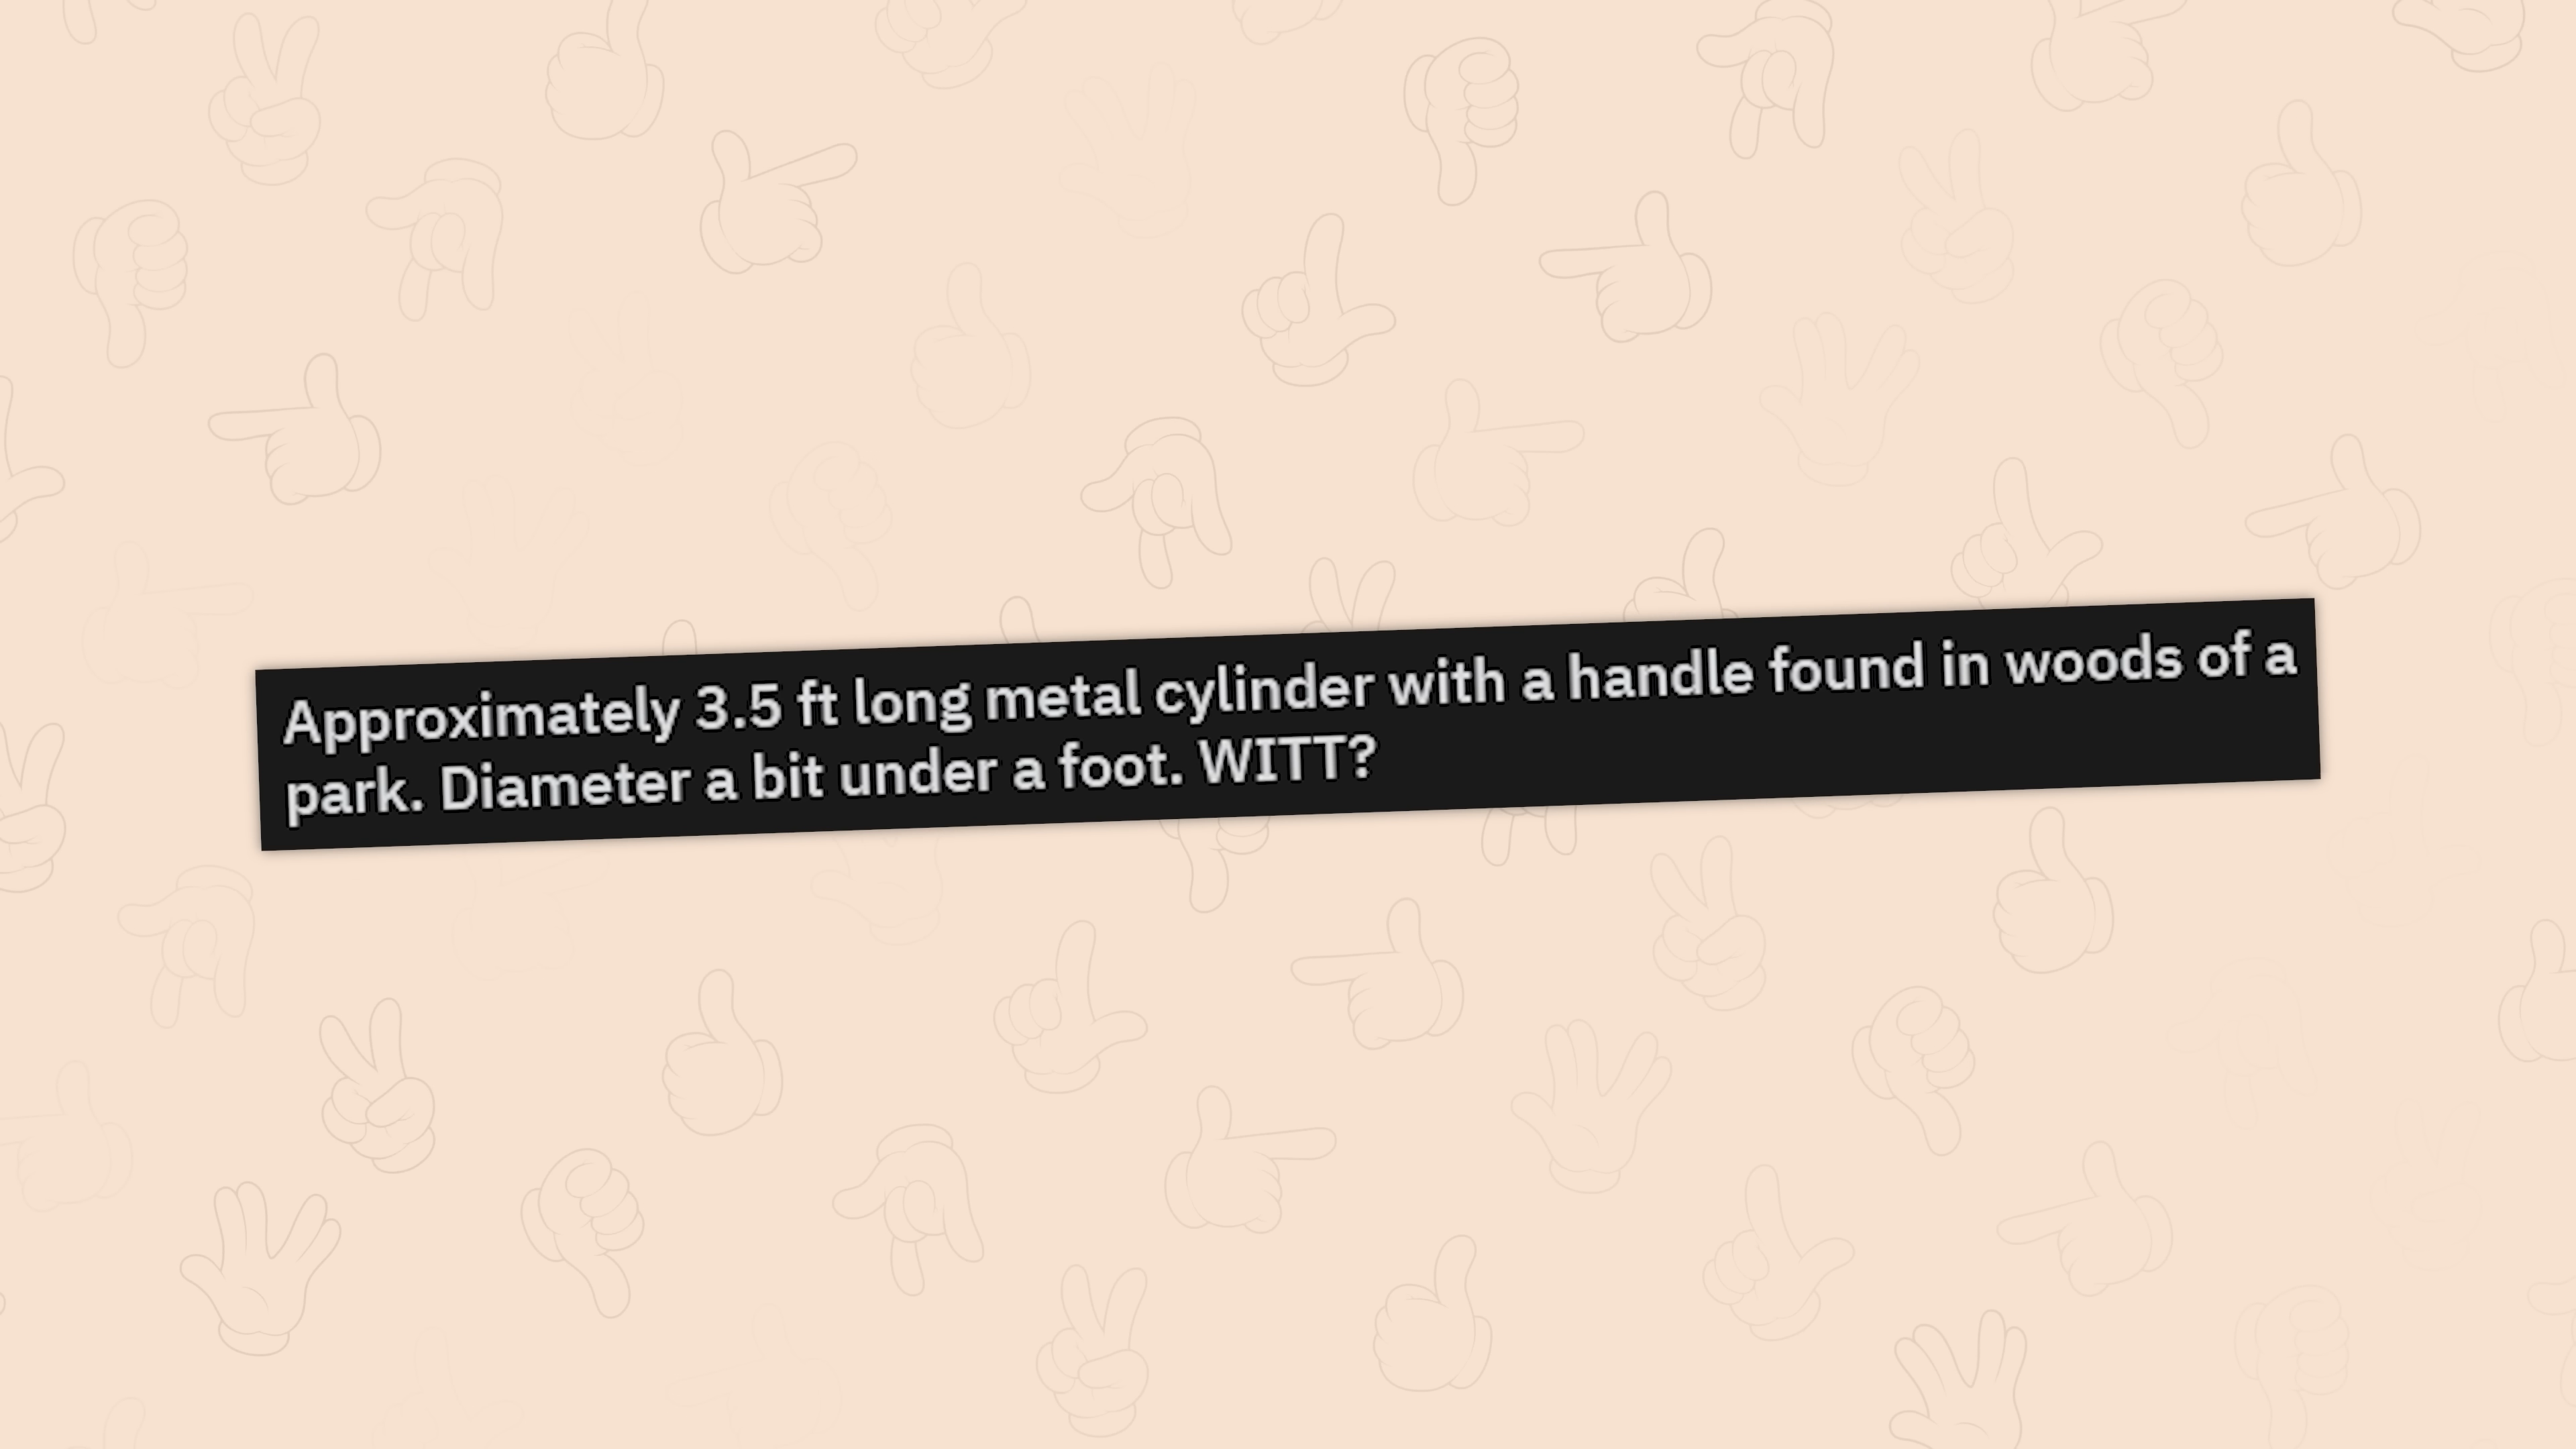 Approximately 3.5 ft long metal cylinder with a handle found in woods of a
park. Diameter a bit under a foot. WITT?